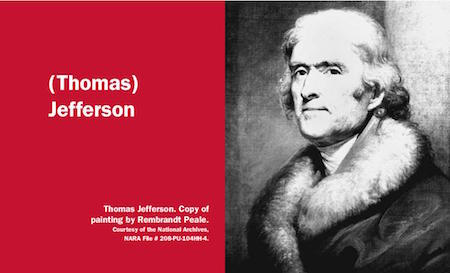 (Thomas)
Jefferson
Thomas Jefferson. Copy of
painting by Rembrandt Peale.
Courtesy of the National Archives,
NARA File # 208-PU-104HH-4.